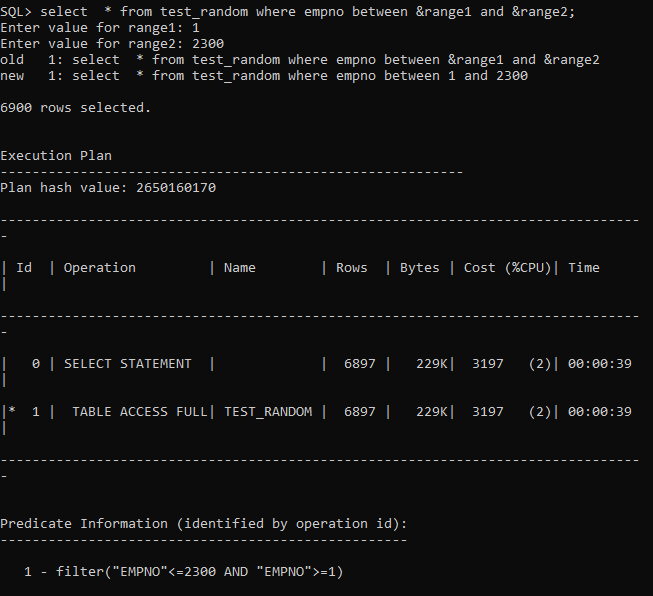 SQL> select  * from test_random where empno between &range1 and &range2;
Enter value for range1: 1
Enter value for range2: 2300
old   1: select  * from test_random where empno between &range1 and &range2
new   1: select  * from test_random where empno between 1 and 2300
6900 rows selected.
Execution Plan
----------------------------------------------------------
Plan hash value: 2650160170
--------------------------------------------------------------------------------
-
| Id  | Operation         | Name        | Rows  | Bytes | Cost (%CPU)| Time
|
--------------------------------------------------------------------------------
-
|   0 | SELECT STATEMENT  |             |  6897 |   229K|  3197   (2)| 00:00:39
|
|*  1 |  TABLE ACCESS FULL| TEST_RANDOM |  6897 |   229K|  3197   (2)| 00:00:39
|
--------------------------------------------------------------------------------
-
Predicate Information (identified by operation id):
---------------------------------------------------
   1 - filter("EMPNO"<=2300 AND "EMPNO">=1)